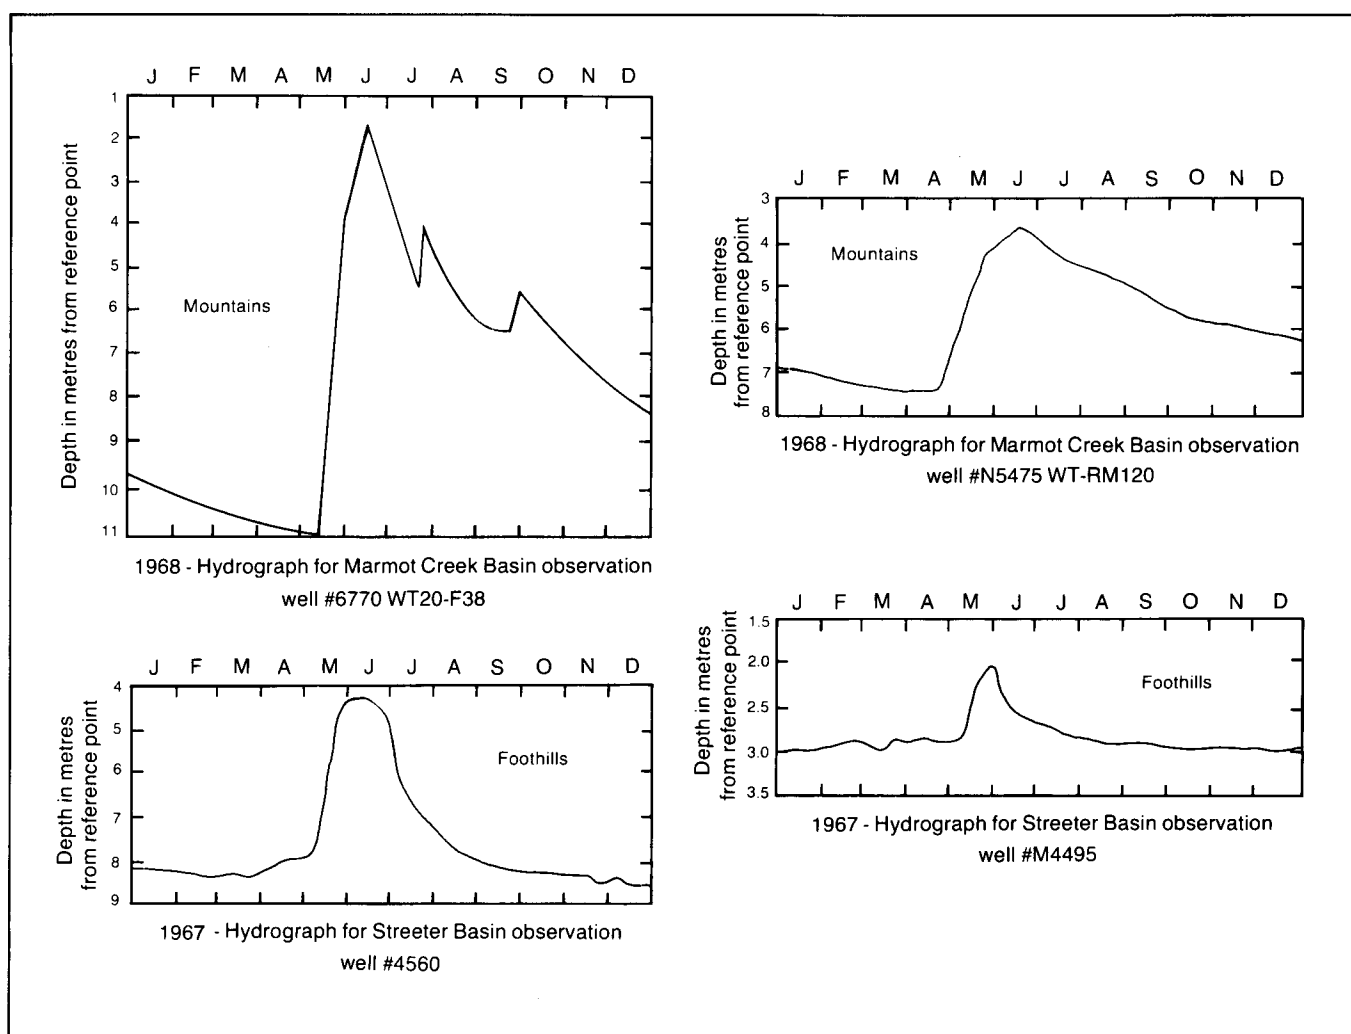 J F M A M J J A S O N D
1
2
3
4
5
6
7
8
9
10
11
Depth in metres from reference point
Mountains
1968 - Hydrograph for Marmot Creek Basin observation
well #6770 WT20-F38
J F M A M J J A S O N D
3
4
5
6
7
8
Depth in metres
from reference point
Mountains
1968 - Hydrograph for Marmot Creek Basin observation
well #N5475 WT-RM120
J F M A M J J A S O N D
4
5
6
7
8
9
Depth in metres
from reference point
Foothills
1967 - Hydrograph for Streeter Basin observation
well #4560
J F M A M J J A S O N D
1.5
2.0
2.5
3.0
3.5
Depth in metres
from reference point
Foothills
1967 - Hydrograph for Streeter Basin observation
well #M4495